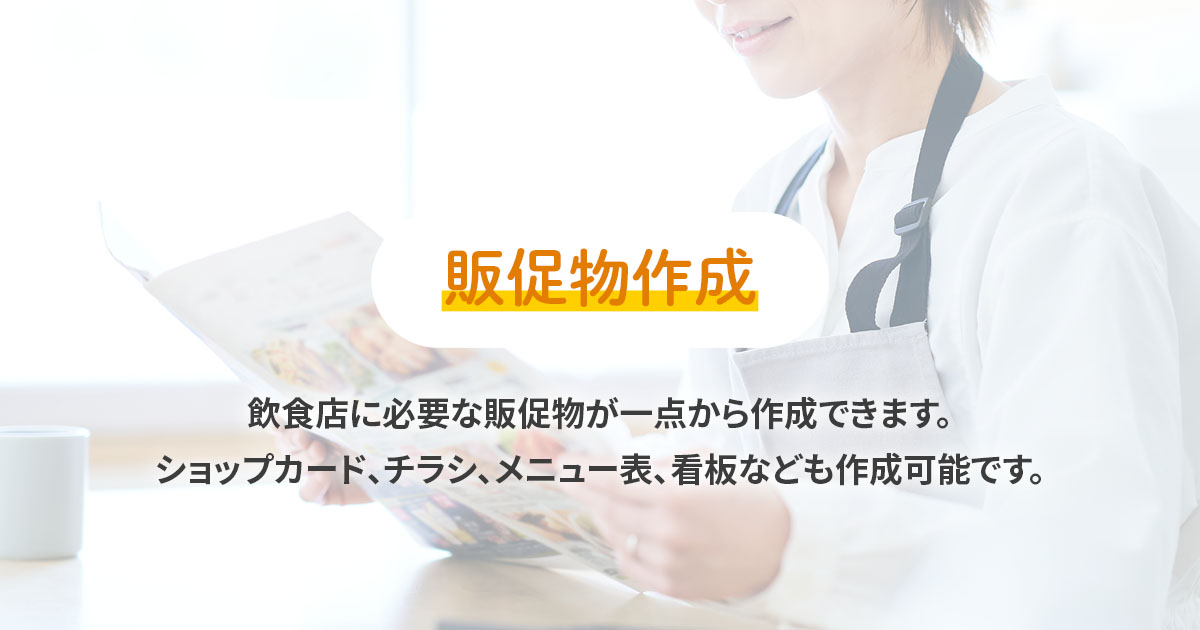 販促物作成
飲食店に必要な販促物が一点から作成できます。
ショップカード、チラシ、メニュー表、看板なども作成可能です。